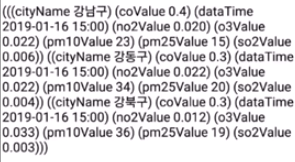 (((cityName 강남구) (coValue 0.4) (dataTime
2019-01-16 15:00) (no2Value 0.020) (o3Value
0.022) (pm10Value 23) (pm25Value 15) (so2Value
0.006)) ((cityName 강동구) (coValue 0.3) (dataTime
2019-01-16 15:00) (no2Value 0.022) (o3Value
0.022) (pm10Value 34) (pm25Value 20) (so2Value
0.004)) ((cityName 강북구) (coValue 0.3) (dataTime
2019-01-16 15:00) (no2Value 0.012) (o3Value
0.033) (pm10Value 36) (pm25Value 19) (so2Value
0.003)))